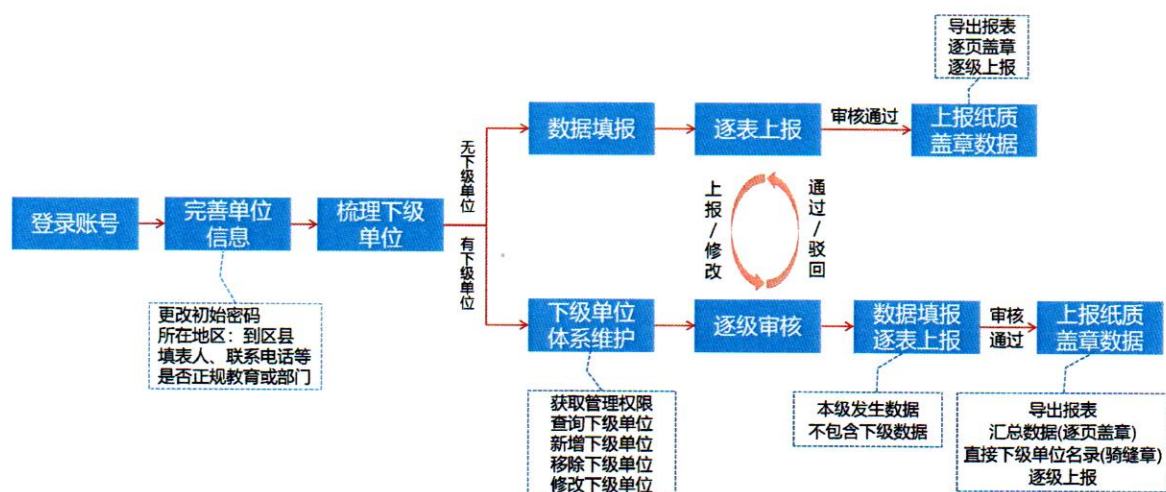 导出报表
逐页盖章
逐级上报
数据填报
逐表上报
审核通过
上报纸质
盖章数据
无下级单位
登录账号
完善单位
信息
梳理下级
单位
有下级单位
上报/修改
通过/驳回
更改初始密码
所在地区：到区县
填表人、联系电话等
是否正规教育或部门
下级单位
体系维护
逐级审核
数据填报
逐表上报
审核
通过
上报纸质
盖章数据
获取管理权限
查询下级单位
新增下级单位
移除下级单位
修改下级单位
本级发生数据
不包含下级数据
导出报表
汇总数据(逐页盖章)
直接下级单位名录(骑缝章)
逐级上报